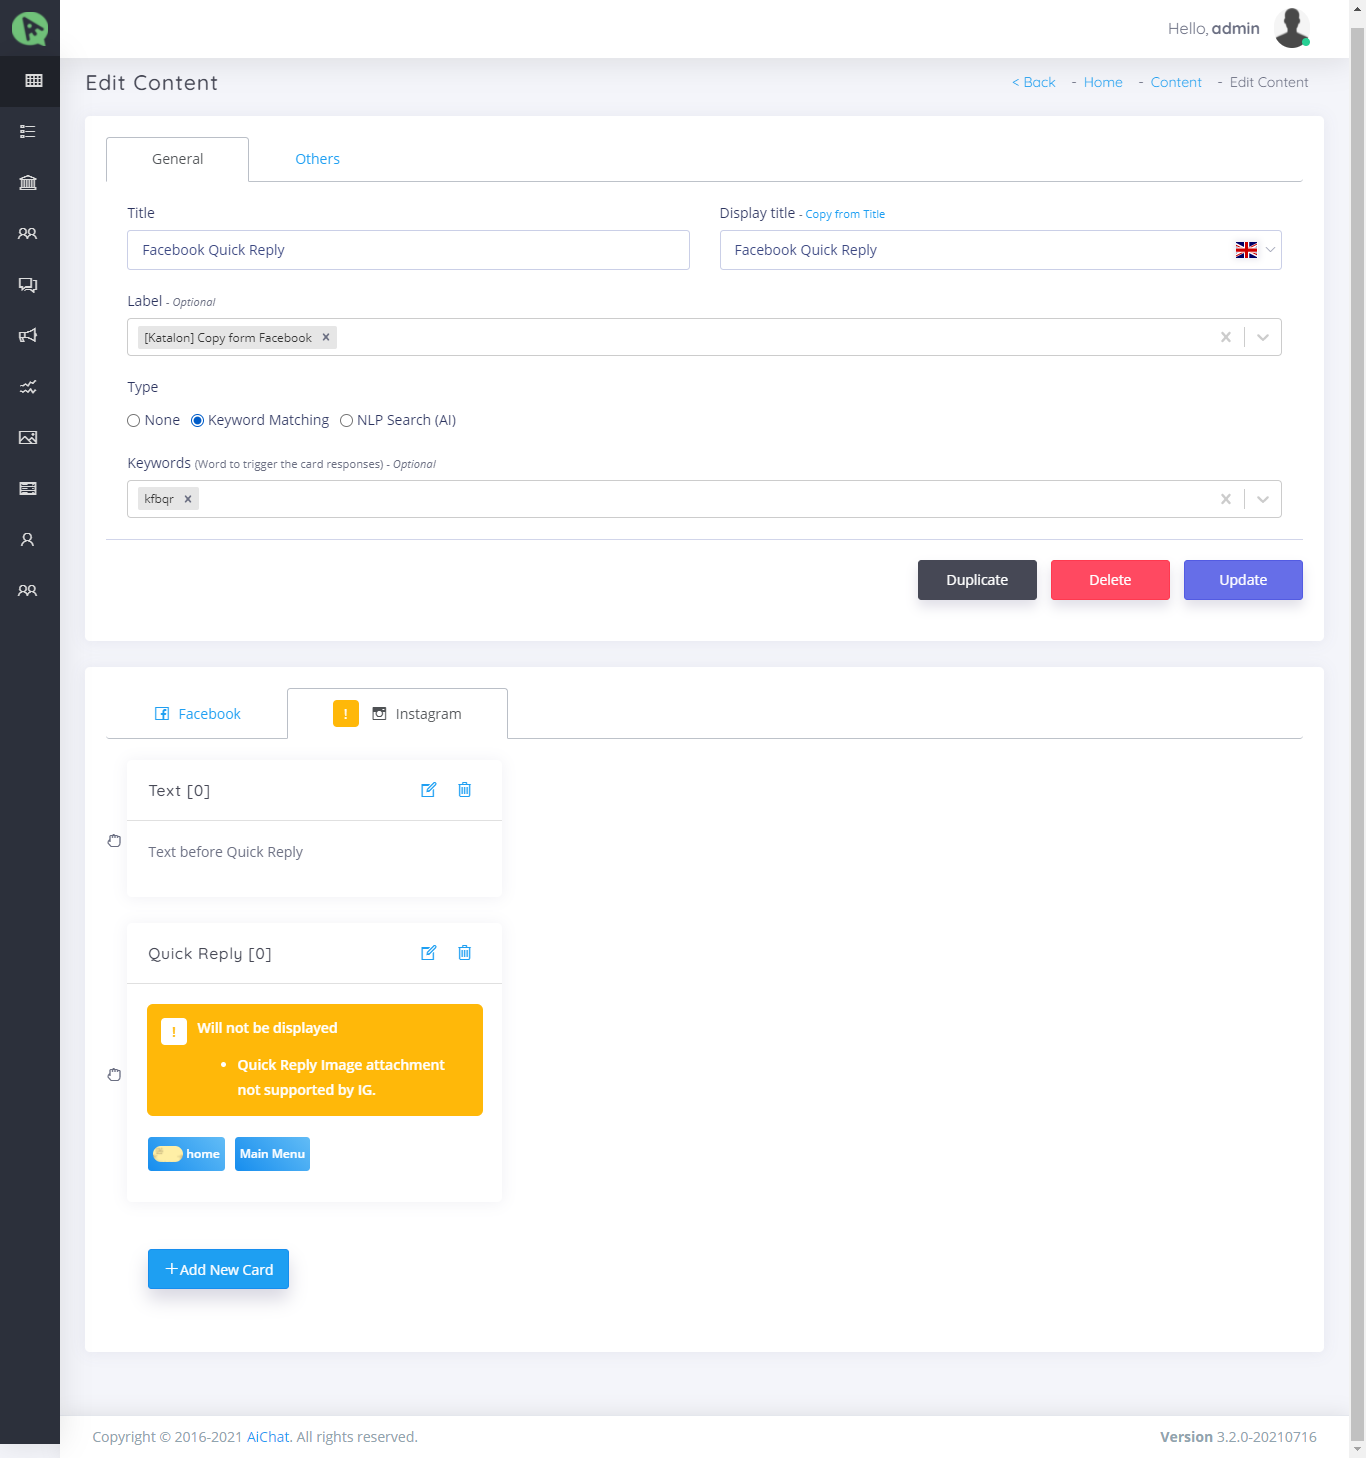 Hello, admin
Edit Content
< Back - Home - Content - Edit Content
General
Others
Title
Display title - Copy from Title
Facebook Quick Reply
Facebook Quick Reply
Label - Optional
[Katalon] Copy form Facebook ×
Type
None
Keyword Matching
NLP Search (AI)
Keywords (Word to trigger the card responses) - Optional
kfbqr ×
Duplicate
Delete
Update
Facebook
! Instagram
Text [0]
Text before Quick Reply
Quick Reply [0]
! Will not be displayed
• Quick Reply Image attachment
not supported by IG.
home
Main Menu
+Add New Card
Copyright © 2016-2021 AiChat. All rights reserved.
Version 3.2.0-20210716